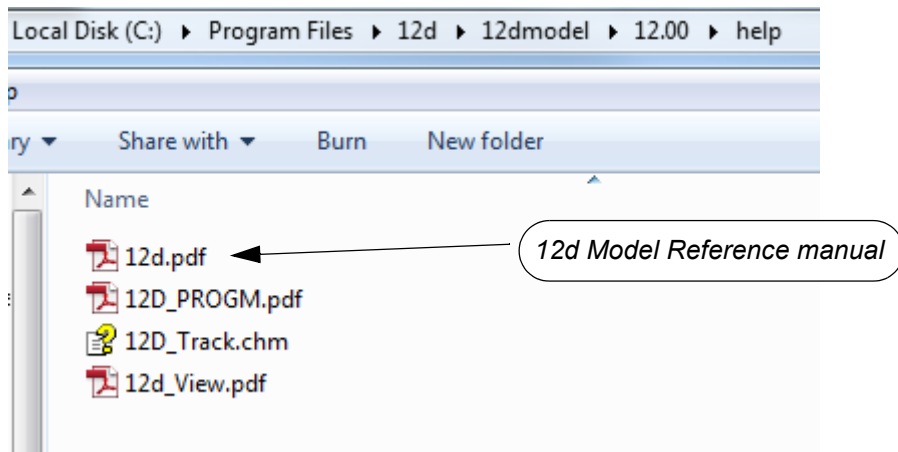 Local Disk (C:) ▸ Program Files ▸ 12d ▸ 12dmodel ▸ 12.00 ▸ help
Share with ▾ Burn New folder
Name
12d.pdf
12d Model Reference manual
12D_PROGM.pdf
12D_Track.chm
12d_View.pdf